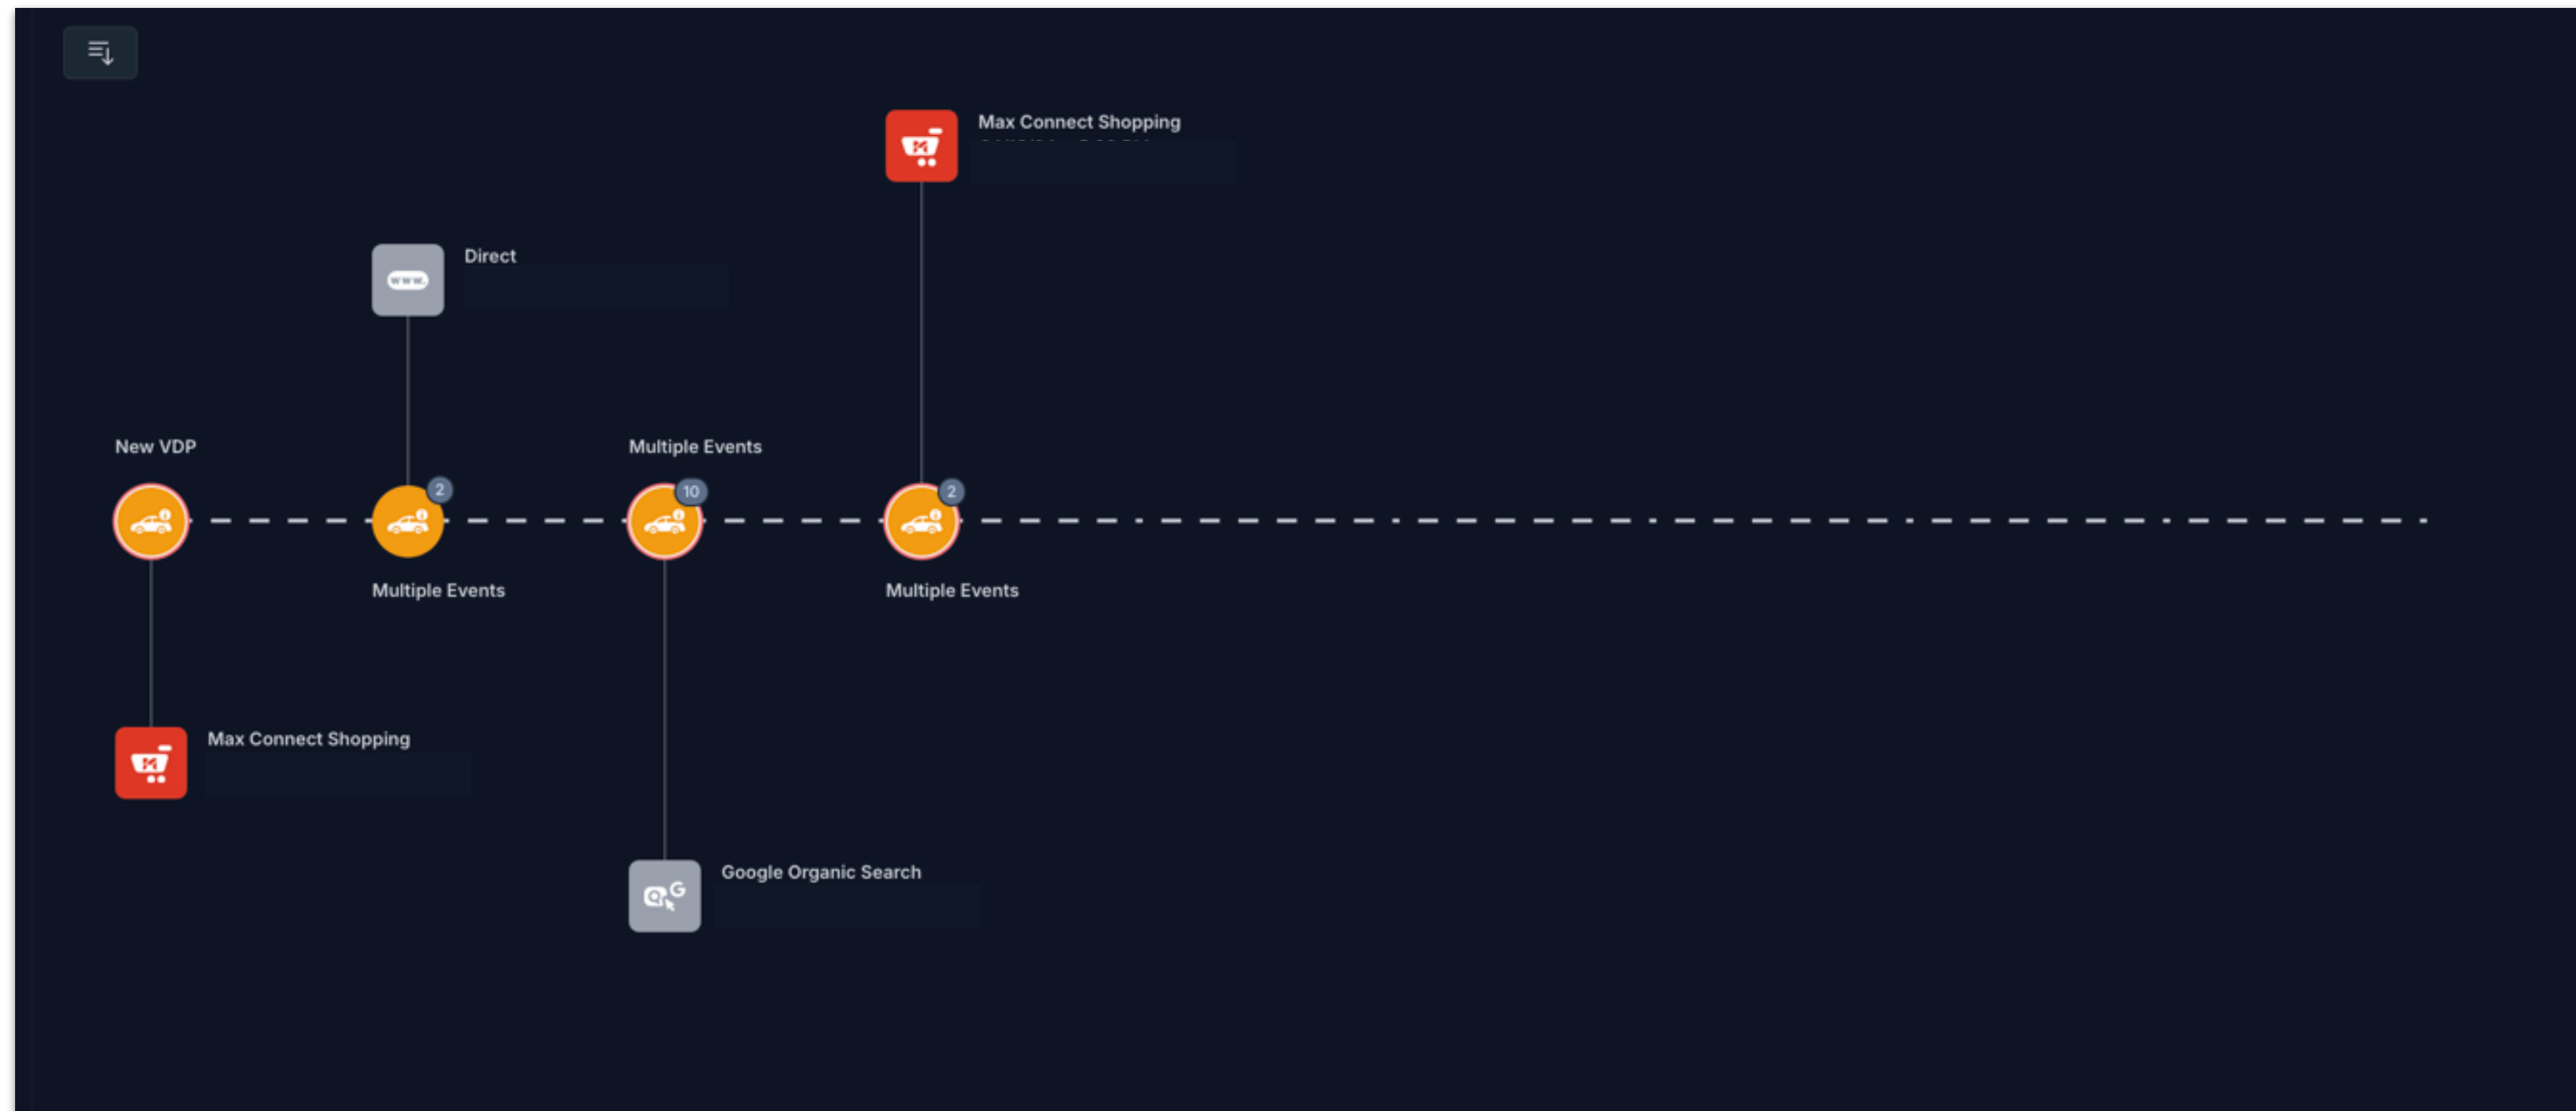 Max Connect Shopping
Direct
www.
New VDP
Multiple Events
2
10
2
Multiple Events
Multiple Events
Max Connect Shopping
Google Organic Search
G